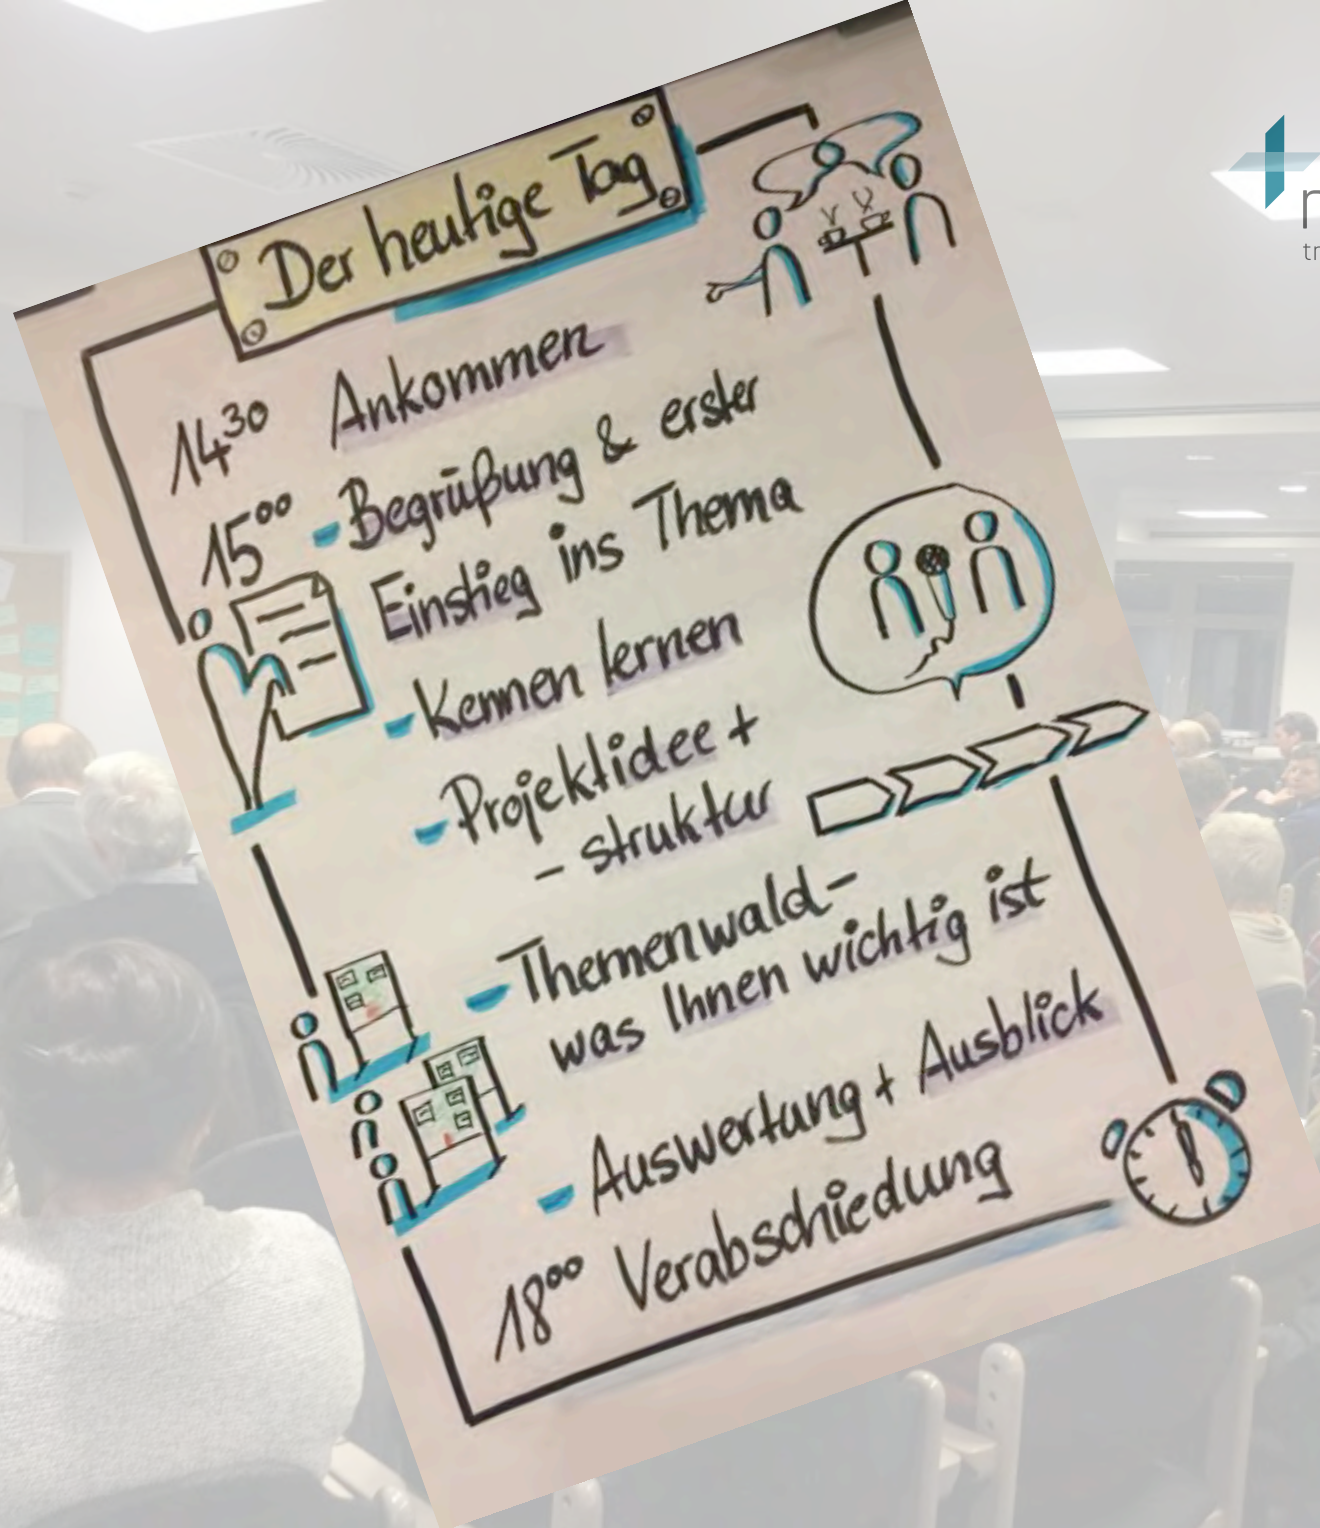 Der heutige Tag
14³⁰ Ankommen
15⁰⁰ - Begrüßung & erster
Einstieg ins Thema
- Kennen lernen
- Projektidee +
- struktur
- Themenwald -
was Ihnen wichtig ist
- Auswertung + Ausblick
18⁰⁰ Verabschiedung